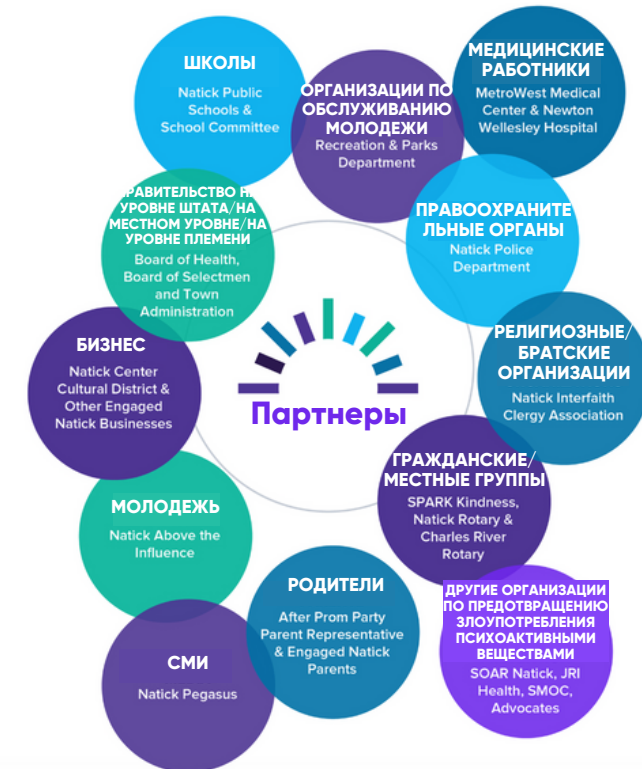 ШКОЛЫ
Natick Public
Schools &
School Committee
ОРГАНИЗАЦИИ ПО
ОБСЛУЖИВАНИЮ
МОЛОДЕЖИ
Recreation & Parks
Department
МЕДИЦИНСКИЕ
РАБОТНИКИ
MetroWest Medical
Center & Newton
Wellesley Hospital
РАВИТЕЛЬСТВО Н
УРОВНЕ ШТАТА/НА
МЕСТНОМ УРОВНЕ/НА
УРОВНЕ ПЛЕМЕНИ
Board of Health,
Board of Selectmen
and Town
Administration
ПРАВООХРАНИТЕ
ЛЬНЫЕ ОРГАНЫ
Natick Police
Department
БИЗНЕС
Natick Center
Cultural District &
Other Engaged
Natick Businesses
Партнеры
РЕЛИГИОЗНЫЕ/
БРАТСКИЕ
ОРГАНИЗАЦИИ
Natick Interfaith
Clergy Association
ГРАЖДАНСКИЕ/
МЕСТНЫЕ ГРУППЫ
SPARK Kindness,
Natick Rotary &
Charles River
Rotary
МОЛОДЕЖЬ
Natick Above the
Influence
РОДИТЕЛИ
After Prom Party
Parent Representative
& Engaged Natick
Parents
ДРУГИЕ ОРГАНИЗАЦИИ
ПО ПРЕДОТВРАЩЕНИЮ
ЗЛОУПОТРЕБЛЕНИЯ
ПСИХОАКТИВНЫМИ
ВЕЩЕСТВАМИ
SOAR Natick, JRI
Health, SMOC,
Advocates
СМИ
Natick Pegasus